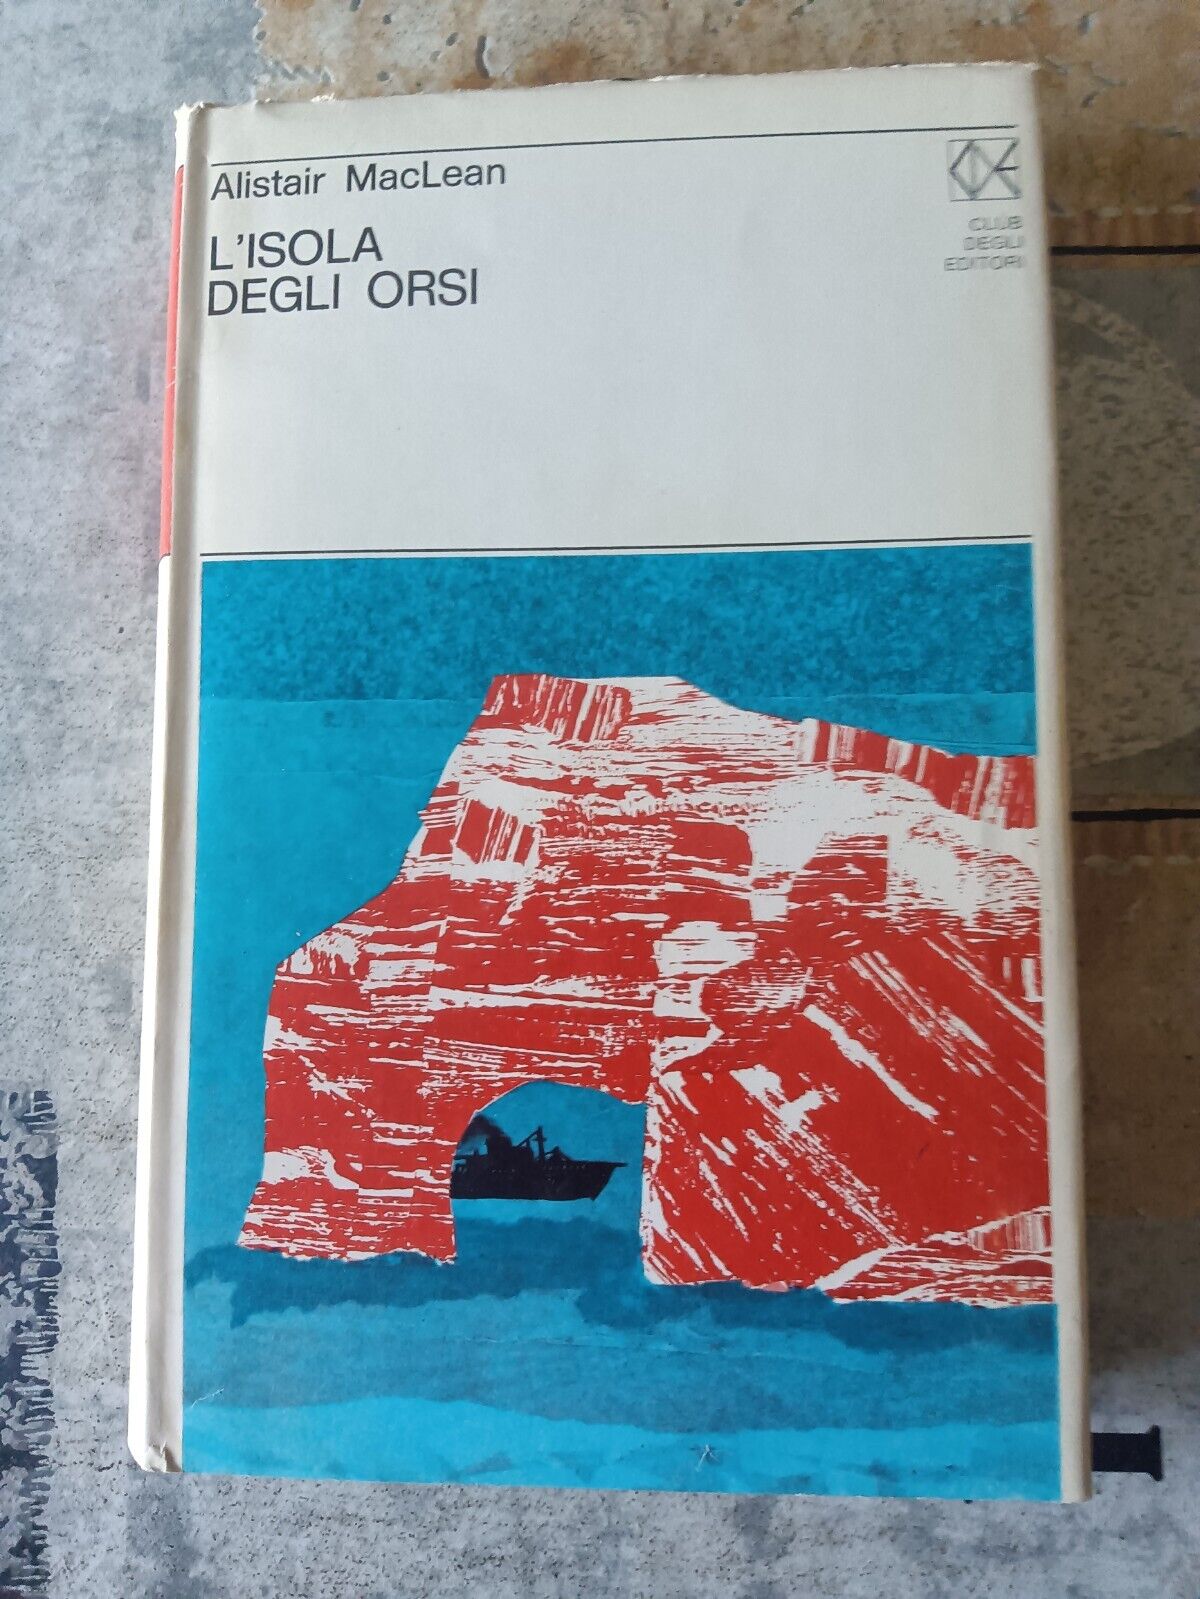 Alistair MacLean
L'ISOLA
DEGLI ORSI
CLUB
DEGLI
EDITORI